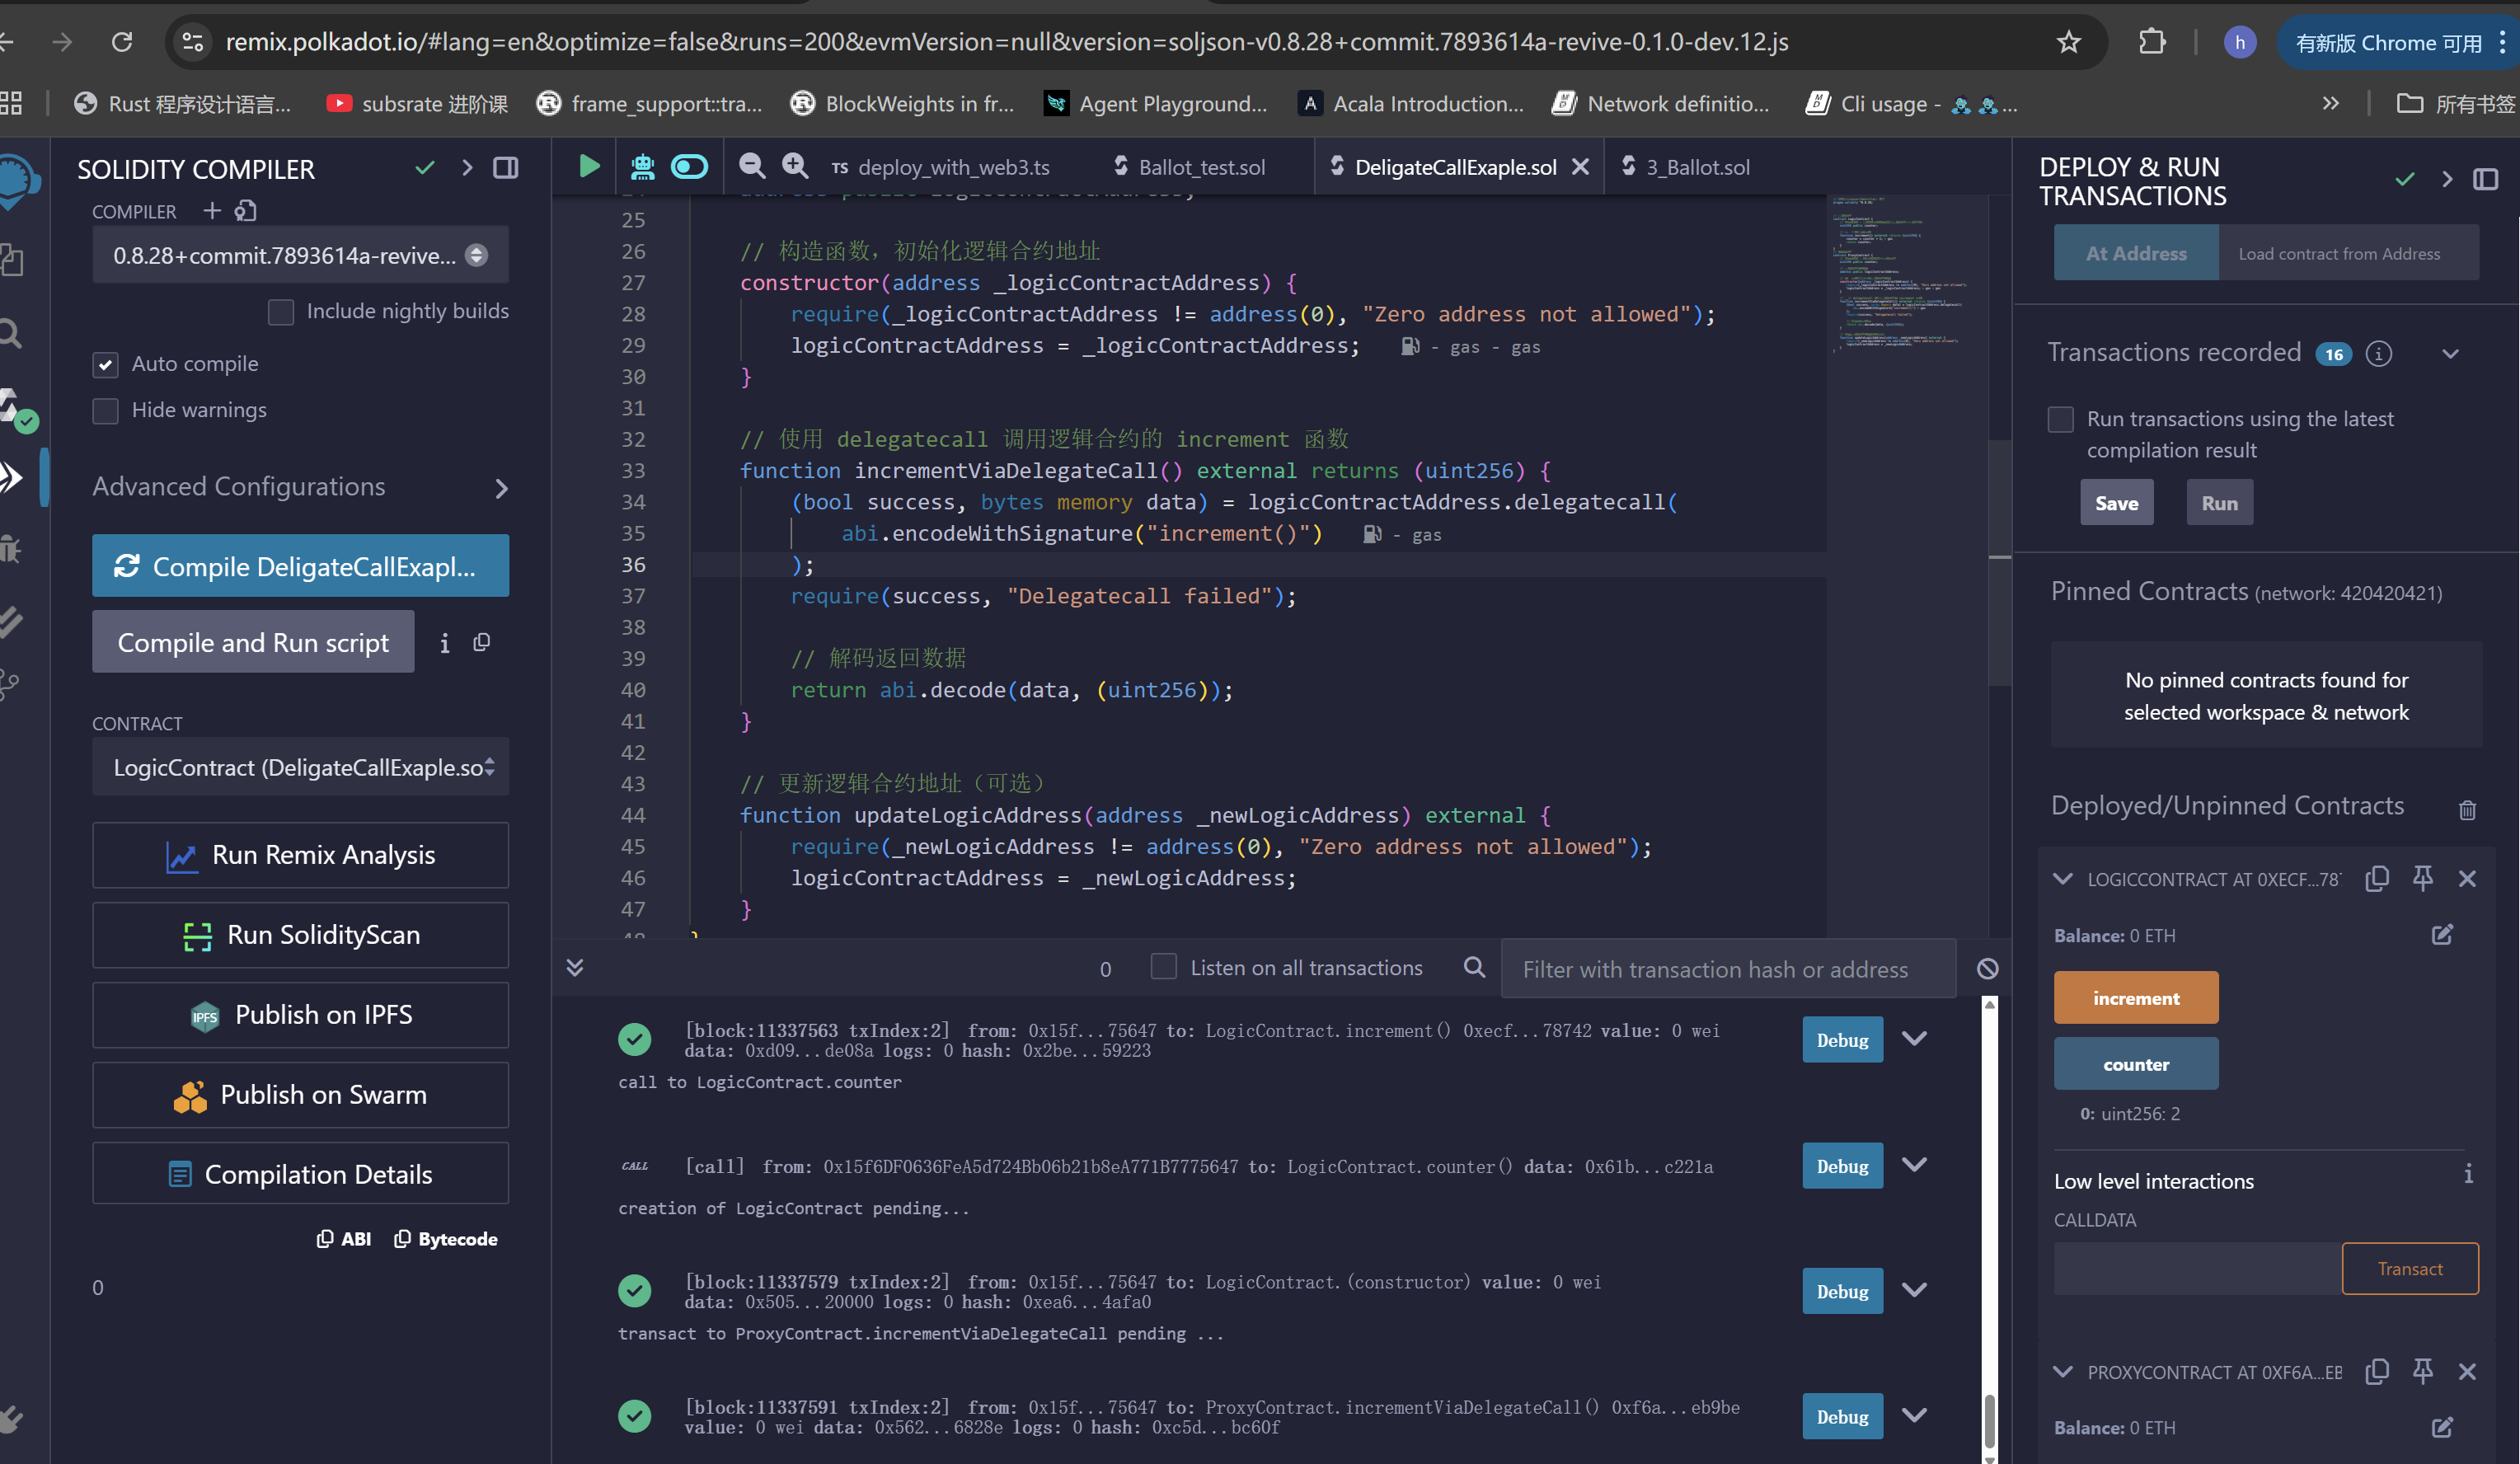 remix.polkadot.io/#lang=en&optimize=false&runs=200&evmVersion=null&version=soljson-v0.8.28+commit.7893614a-revive-0.1.0-dev.12.js
h
有新版 Chrome 可用
Rust 程序设计语言...
subsrate 进阶课
frame_support::tra...
BlockWeights in fr...
Agent Playground...
Acala Introduction...
Network definitio...
Cli usage - 
所有书签
SOLIDITY COMPILER
COMPILER
0.8.28+commit.7893614a-revive...
Include nightly builds
Auto compile
Hide warnings
Advanced Configurations
Compile DeligateCallExapl...
Compile and Run script
CONTRACT
LogicContract (DeligateCallExaple.so
Run Remix Analysis
Run SolidityScan
IPFS
Publish on IPFS
Publish on Swarm
Compilation Details
ABI
Bytecode
0
TS deploy_with_web3.ts
Ballot_test.sol
DeligateCallExaple.sol
3_Ballot.sol
25
26 // 构造函数，初始化逻辑合约地址
27 constructor(address _logicContractAddress) {
28 require(_logicContractAddress != address(0), "Zero address not allowed");
29 logicContractAddress = _logicContractAddress; - gas - gas
30 }
31
32 // 使用 delegatecall 调用逻辑合约的 increment 函数
33 function incrementViaDelegateCall() external returns (uint256) {
34 (bool success, bytes memory data) = logicContractAddress.delegatecall(
35 abi.encodeWithSignature("increment()") - gas
36 );
37 require(success, "Delegatecall failed");
38
39 // 解码返回数据
40 return abi.decode(data, (uint256));
41 }
42
43 // 更新逻辑合约地址（可选）
44 function updateLogicAddress(address _newLogicAddress) external {
45 require(_newLogicAddress != address(0), "Zero address not allowed");
46 logicContractAddress = _newLogicAddress;
47 }
0
Listen on all transactions
Filter with transaction hash or address
[block:11337563 txIndex:2] from: 0x15f...75647 to: LogicContract.increment() 0xecf...78742 value: 0 wei
data: 0xd09...de08a logs: 0 hash: 0x2be...59223
Debug
call to LogicContract.counter
CALL
[call] from: 0x15f6DF0636FeA5d724Bb06b21b8eA771B7775647 to: LogicContract.counter() data: 0x61b...c221a
Debug
creation of LogicContract pending...
[block:11337579 txIndex:2] from: 0x15f...75647 to: LogicContract.(constructor) value: 0 wei
data: 0x505...20000 logs: 0 hash: 0xea6...4afa0
Debug
transact to ProxyContract.incrementViaDelegateCall pending ...
[block:11337591 txIndex:2] from: 0x15f...75647 to: ProxyContract.incrementViaDelegateCall() 0xf6a...eb9be
value: 0 wei data: 0x562...6828e logs: 0 hash: 0xc5d...bc60f
Debug
DEPLOY & RUN
TRANSACTIONS
At Address
Load contract from Address
Transactions recorded 16
Run transactions using the latest
compilation result
Save
Run
Pinned Contracts (network: 420420421)
No pinned contracts found for
selected workspace & network
Deployed/Unpinned Contracts
LOGICCONTRACT AT 0XECF...787
Balance: 0 ETH
increment
counter
0: uint256: 2
Low level interactions
CALLDATA
Transact
PROXYCONTRACT AT 0XF6A...EB
Balance: 0 ETH